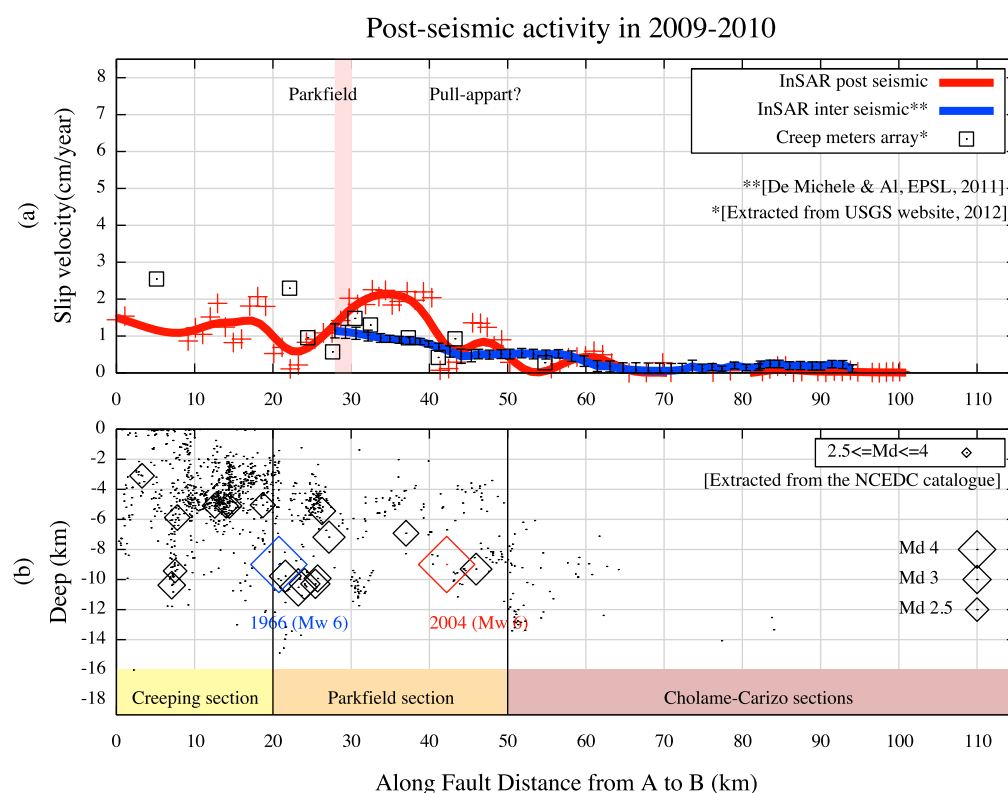 Post-seismic activity in 2009-2010
(a)
Slip velocity(cm/year)
8
7
6
5
4
3
2
1
0
Parkfield
Pull-appart?
InSAR post seismic
InSAR inter seismic**
Creep meters array*
**[De Michele & Al, EPSL, 2011]
*[Extracted from USGS website, 2012]
0 10 20 30 40 50 60 70 80 90 100 110
(b)
Deep (km)
0
-2
-4
-6
-8
-10
-12
-14
-16
-18
2.5<=Md<=4
[Extracted from the NCEDC catalogue]
Md 4
Md 3
Md 2.5
1966 (Mw 6)
2004 (Mw 6)
Creeping section
Parkfield section
Cholame-Carizo sections
0 10 20 30 40 50 60 70 80 90 100 110
Along Fault Distance from A to B (km)